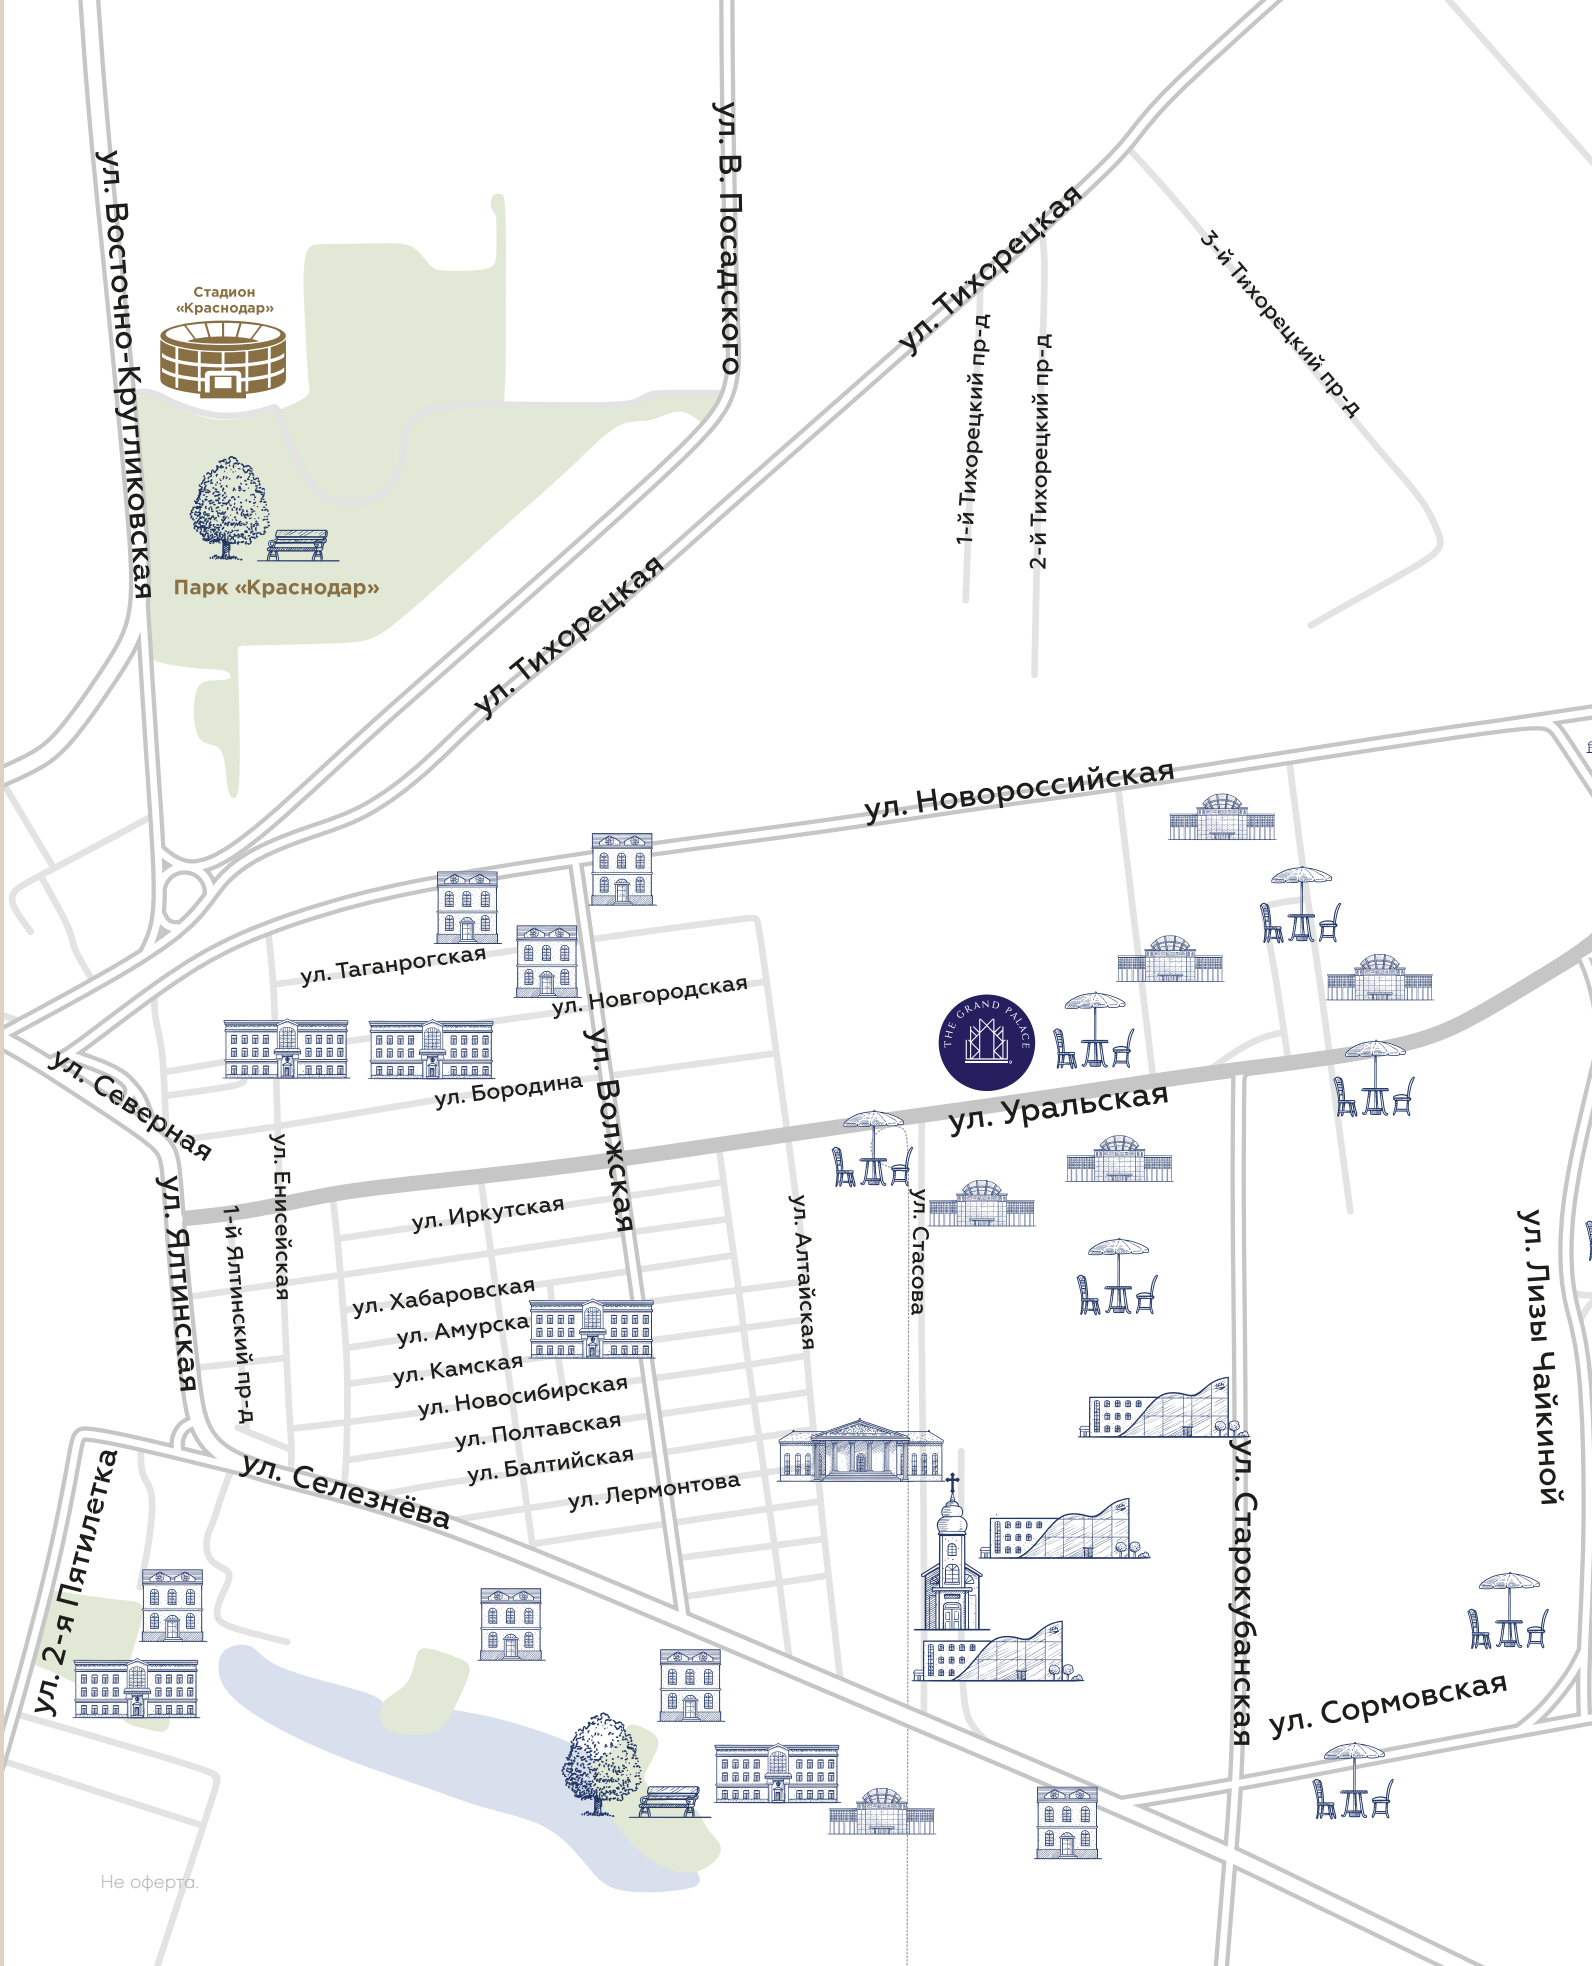 ул. Восточно-Кругликовская
ул. В. Посадского
ул. Тихорецкая
3-й Тихорецкий пр-д
Стадион
«Краснодар»
1-й Тихорецкий пр-д
2-й Тихорецкий пр-д
Парк «Краснодар»
ул. Тихорецкая
ул. Новороссийская
ул. Таганрогская
ул. Новгородская
THE GRAND PALACE
ул. Северная
ул. Бородина
ул. Волжская
ул. Уральская
ул. Енисейская
ул. Ялтинская
1-й Ялтинский пр-д
ул. Иркутская
ул. Алтайская
ул. Стасова
ул. Лизы Чайкиной
ул. Хабаровская
ул. Амурска
ул. Камская
ул. Новосибирская
ул. Полтавская
ул. Балтийская
ул. Лермонтова
ул. Селезнёва
ул. 2-я Пятилетка
ул. Старокубанская
ул. Сормовская
Не оферта.